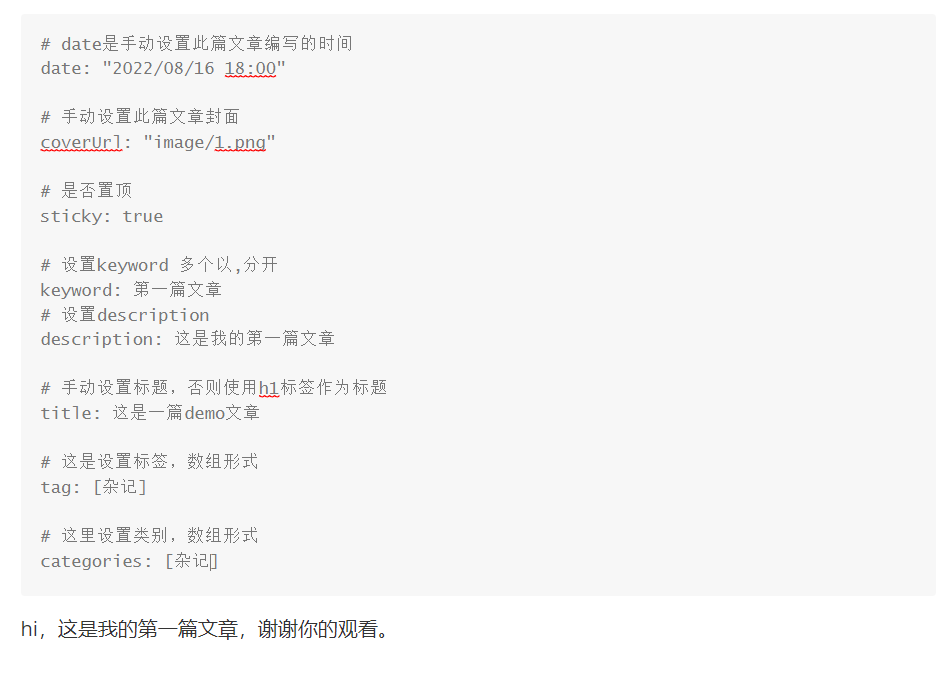 # date是手动设置此篇文章编写的时间
date: "2022/08/16 18:00"
# 手动设置此篇文章封面
coverUrl: "image/1.png"
# 是否置顶
sticky: true
# 设置keyword 多个以,分开
keyword: 第一篇文章
# 设置description
description: 这是我的第一篇文章
# 手动设置标题，否则使用h1标签作为标题
title: 这是一篇demo文章
# 这是设置标签，数组形式
tag: [杂记]
# 这里设置类别，数组形式
categories: [杂记]
hi，这是我的第一篇文章，谢谢你的观看。